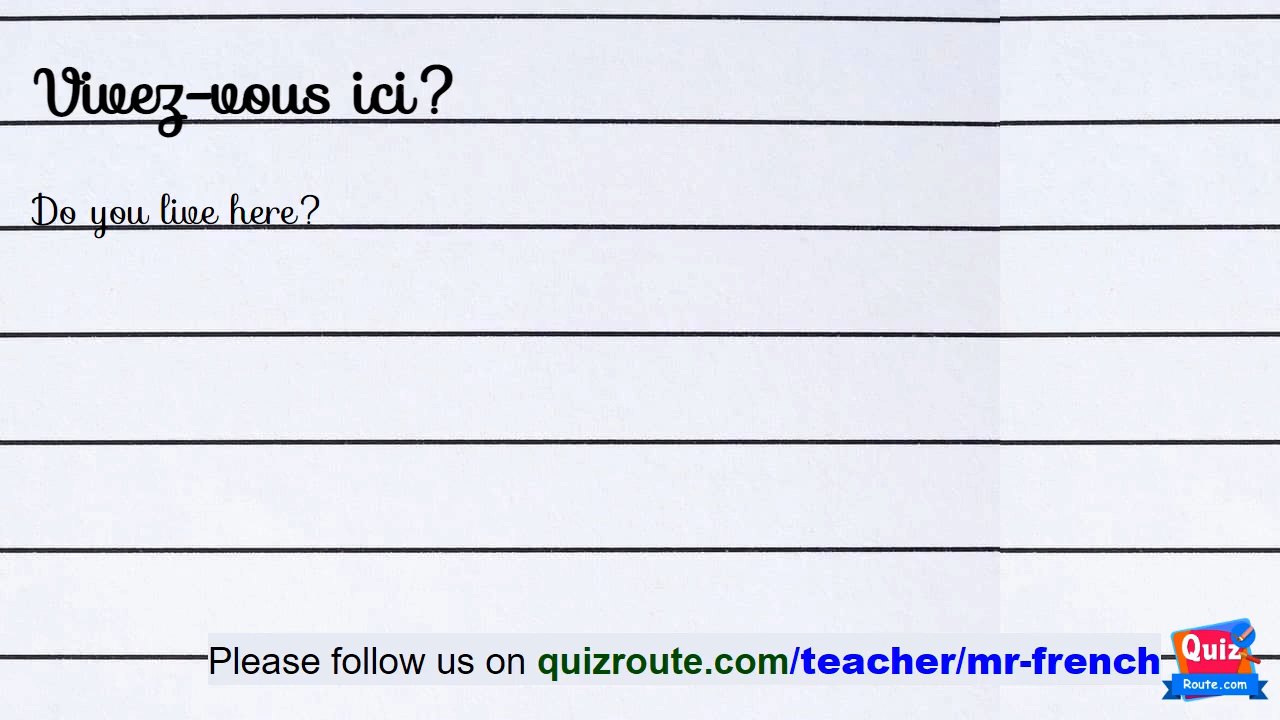 Vivez-vous ici?
Do you live here?
Please follow us on quizroute.com/teacher/mr-french
Quiz
Route.com